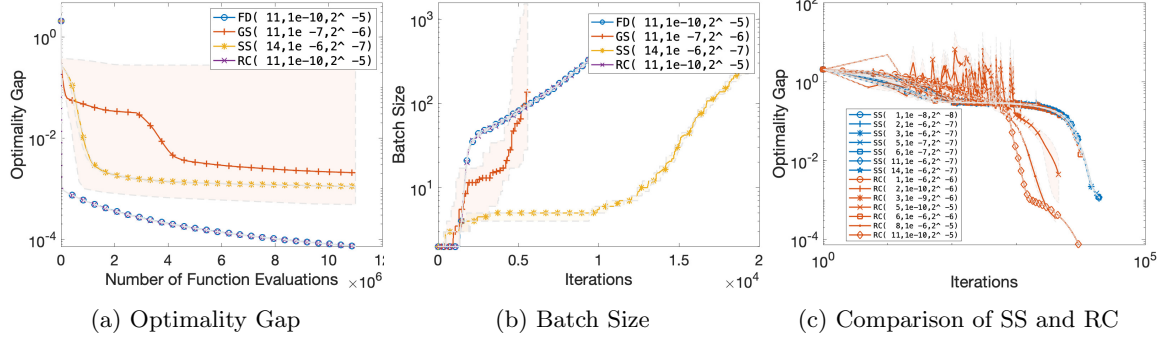 Optimality Gap
10^0
10^-2
10^-4
FD( 11,1e-10,2^ -5)
GS( 11,1e -7,2^ -6)
SS( 14,1e -6,2^ -7)
RC( 11,1e-10,2^ -5)
0 2 4 6 8 10 12
Number of Function Evaluations
×10^6
(a) Optimality Gap
Batch Size
10^3
10^2
10^1
FD( 11,1e-10,2^ -5)
GS( 11,1e -7,2^ -6)
SS( 14,1e -6,2^ -7)
RC( 11,1e-10,2^ -5)
0 0.5 1 1.5 2
Iterations
×10^4
(b) Batch Size
Optimality Gap
10^2
10^0
10^-2
10^-4
SS( 1,1e -8,2^ -8)
SS( 2,1e -6,2^ -7)
SS( 3,1e -6,2^ -7)
SS( 5,1e -7,2^ -7)
SS( 6,1e -7,2^ -7)
SS( 11,1e -6,2^ -7)
SS( 14,1e -6,2^ -7)
RC( 1,1e -6,2^ -6)
RC( 2,1e-10,2^ -6)
RC( 3,1e -9,2^ -6)
RC( 5,1e-10,2^ -5)
RC( 6,1e -6,2^ -6)
RC( 8,1e -6,2^ -5)
RC( 11,1e-10,2^ -5)
10^0 10^5
Iterations
(c) Comparison of SS and RC